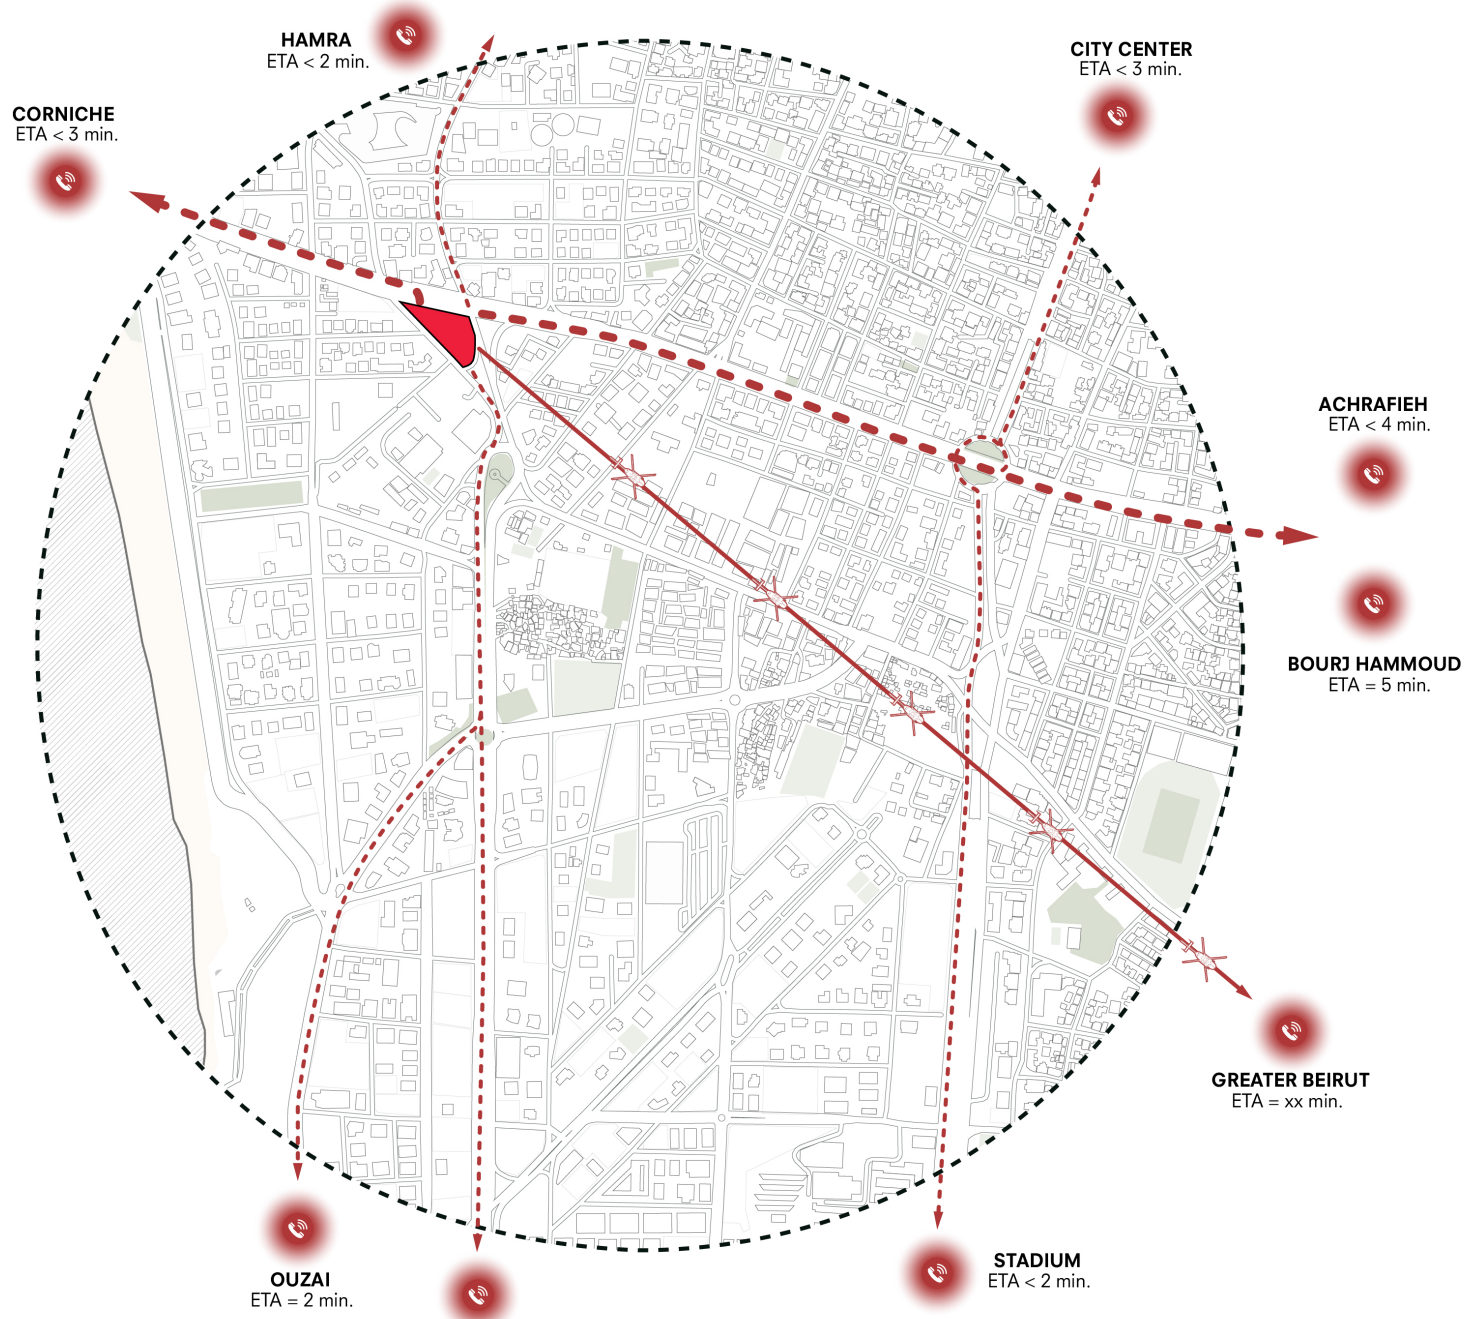 HAMRA
ETA < 2 min.
CITY CENTER
ETA < 3 min.
CORNICHE
ETA < 3 min.
ACHRAFIEH
ETA < 4 min.
BOURJ HAMMOUD
ETA = 5 min.
GREATER BEIRUT
ETA = xx min.
STADIUM
ETA < 2 min.
OUZAI
ETA = 2 min.